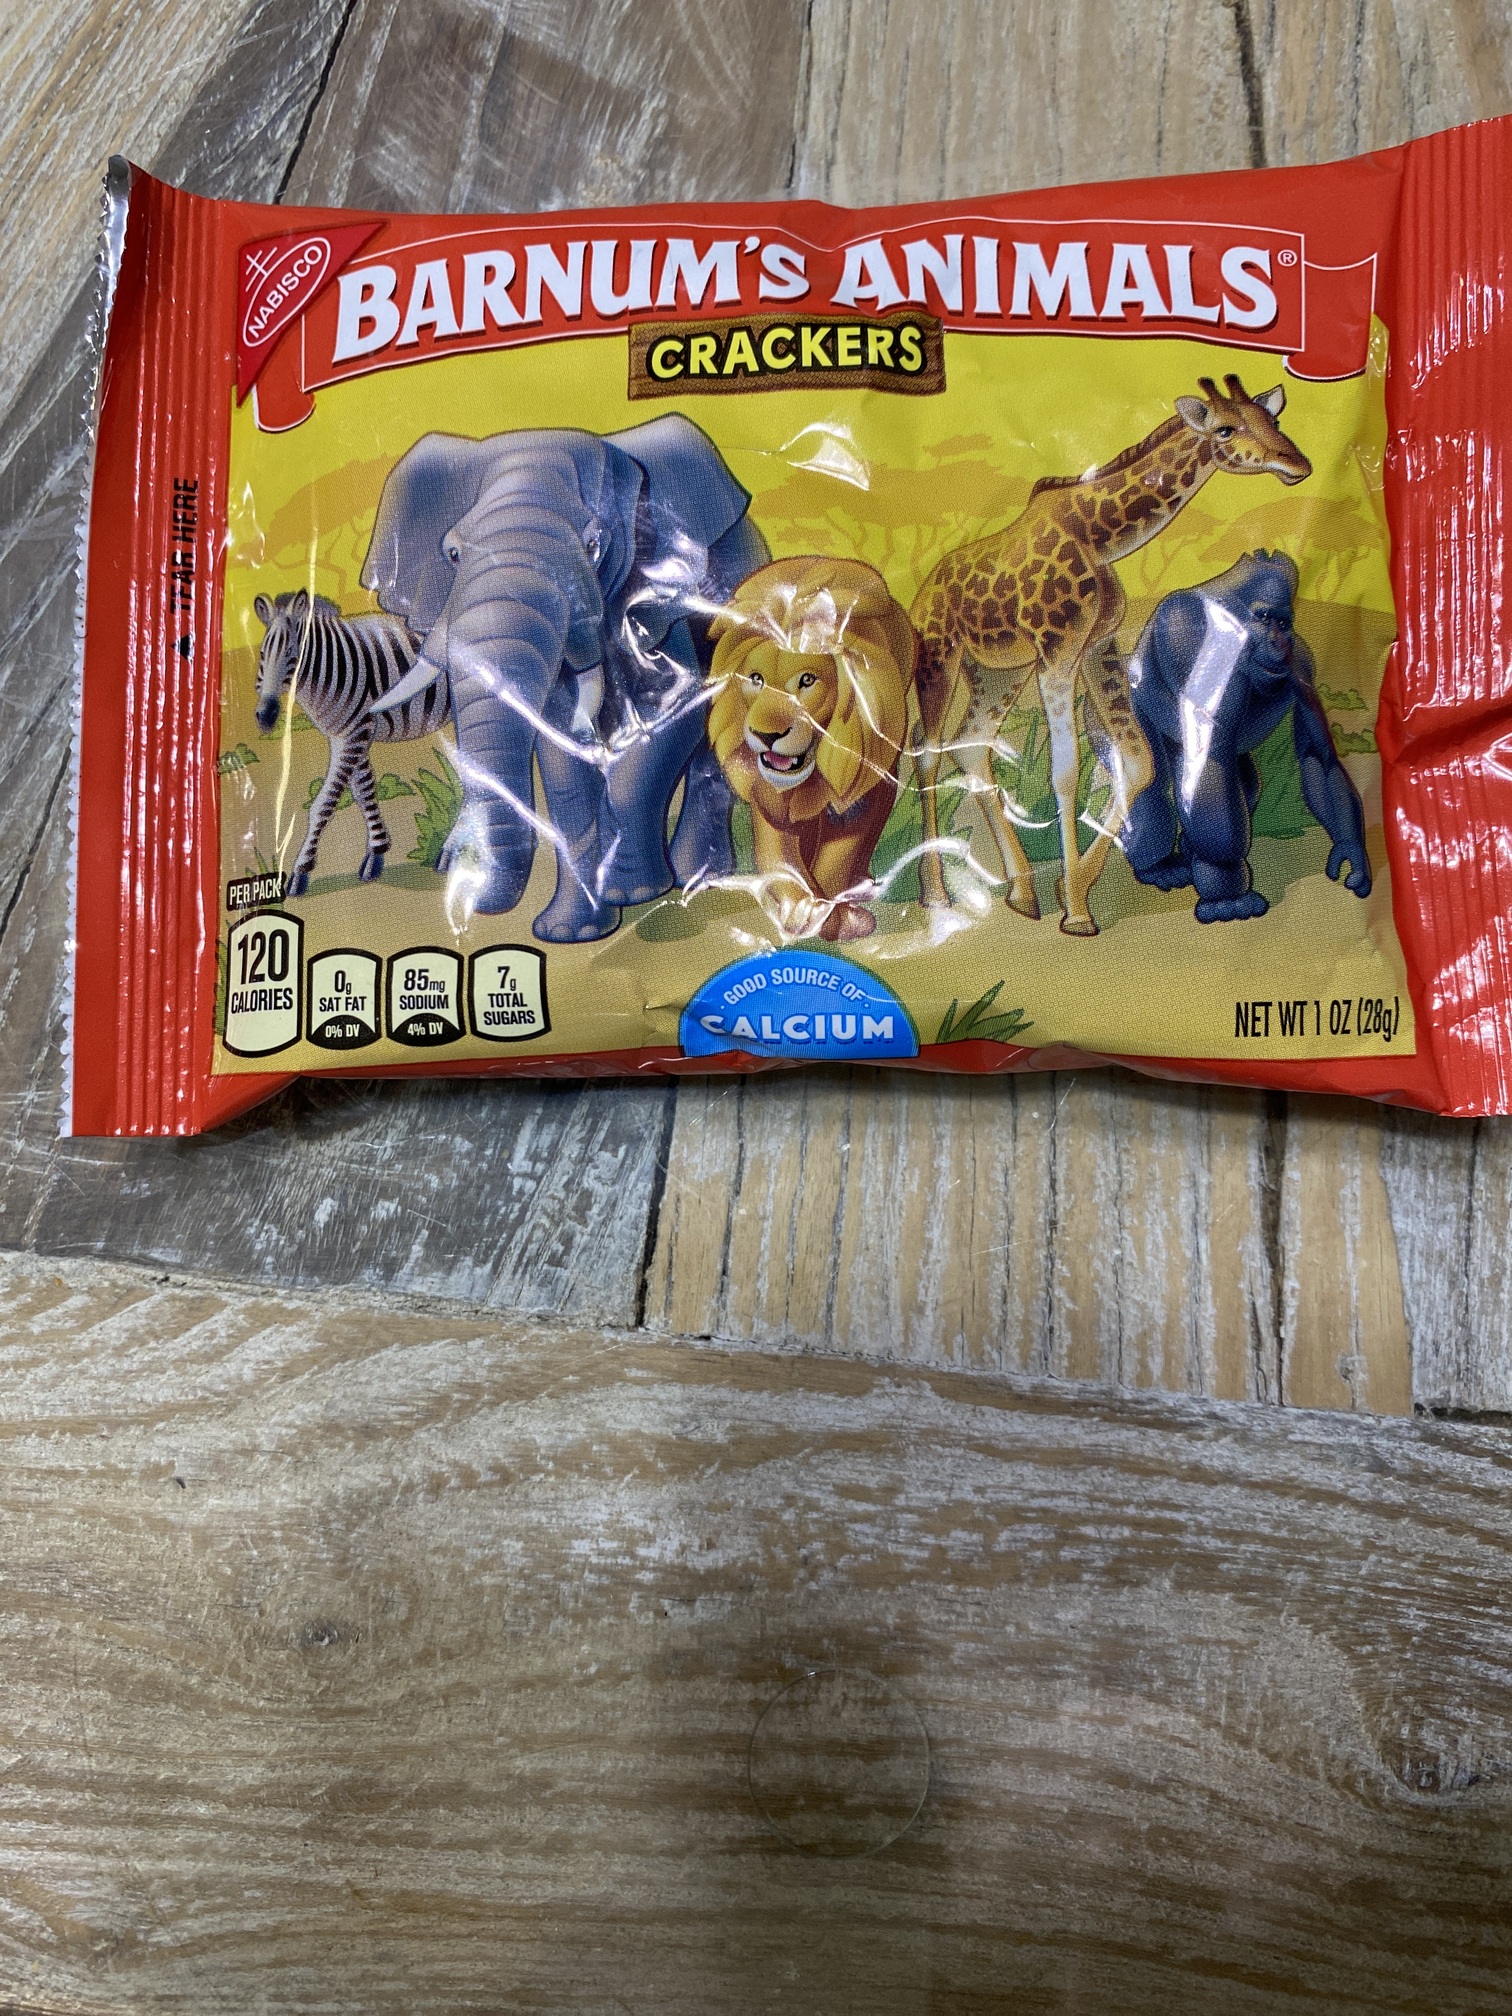 NABISCO
BARNUM'S ANIMALS®
CRACKERS
TEAR HERE
PER PACK
120
CALORIES
0g
SAT FAT
0% DV
85mg
SODIUM
4% DV
7g
TOTAL
SUGARS
GOOD SOURCE OF
CALCIUM
NET WT 1 OZ (28g)